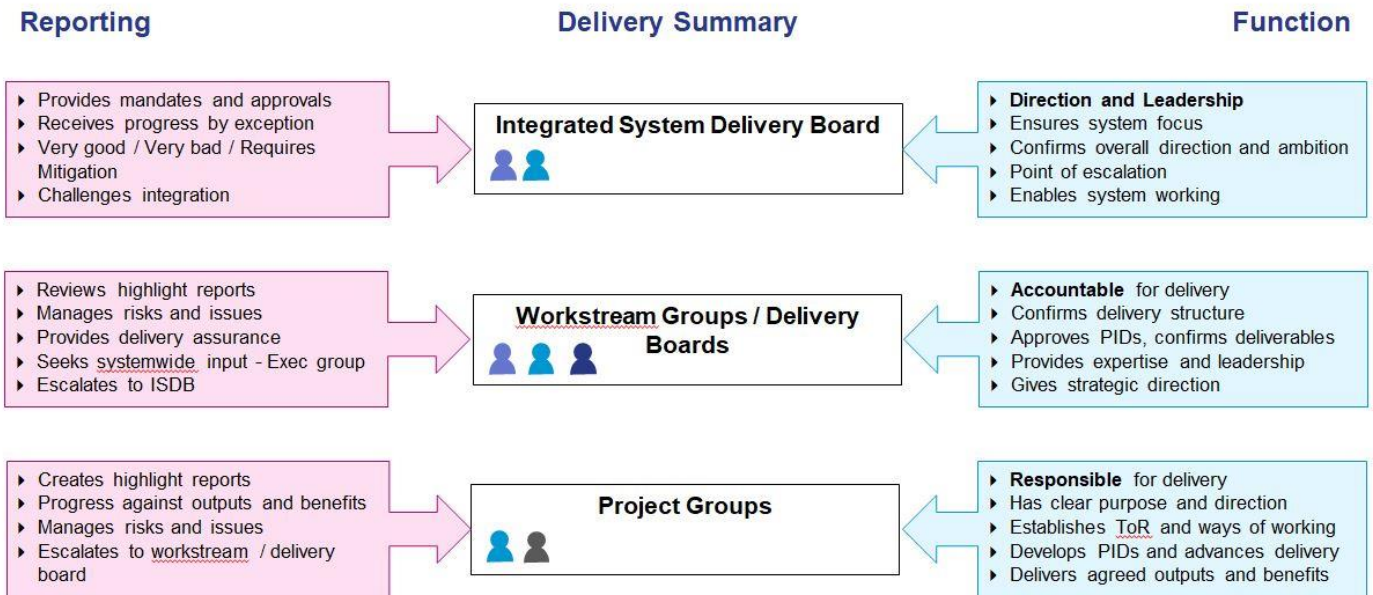 Reporting
Delivery Summary
Function
Provides mandates and approvals
Receives progress by exception
Very good / Very bad / Requires
Mitigation
Challenges integration
Integrated System Delivery Board
Direction and Leadership
Ensures system focus
Confirms overall direction and ambition
Point of escalation
Enables system working
Reviews highlight reports
Manages risks and issues
Provides delivery assurance
Seeks systemwide input - Exec group
Escalates to ISDB
Workstream Groups / Delivery
Boards
Accountable for delivery
Confirms delivery structure
Approves PIDs, confirms deliverables
Provides expertise and leadership
Gives strategic direction
Creates highlight reports
Progress against outputs and benefits
Manages risks and issues
Escalates to workstream / delivery
board
Project Groups
Responsible for delivery
Has clear purpose and direction
Establishes ToR and ways of working
Develops PIDs and advances delivery
Delivers agreed outputs and benefits